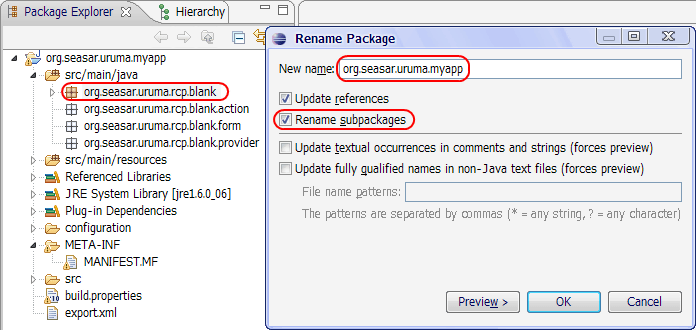 Package Explorer
Hierarchy
org.seasar.uruma.myapp
src/main/java
org.seasar.uruma.rcp.blank
org.seasar.uruma.rcp.blank.action
org.seasar.uruma.rcp.blank.form
org.seasar.uruma.rcp.blank.provider
src/main/resources
Referenced Libraries
JRE System Library [jre1.6.0_06]
Plug-in Dependencies
configuration
META-INF
MANIFEST.MF
src
build.properties
export.xml
Rename Package
New name: org.seasar.uruma.myapp
Update references
Rename subpackages
Update textual occurrences in comments and strings (forces preview)
Update fully qualified names in non-Java text files (forces preview)
File name patterns:
The patterns are separated by commas (* = any string, ? = any character)
Preview >
OK
Cancel